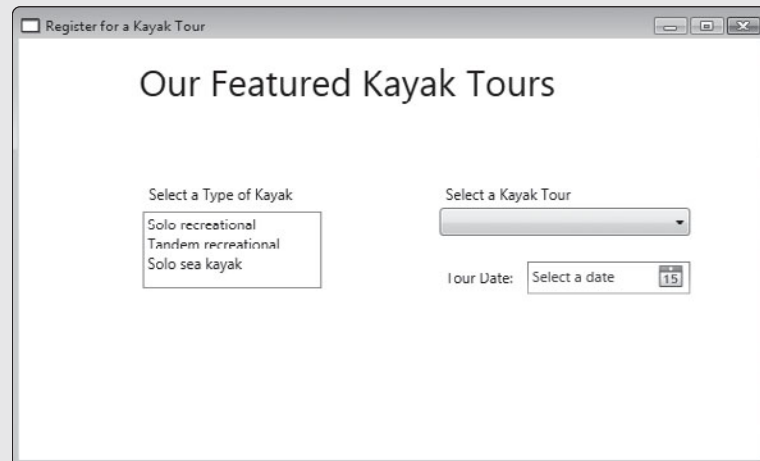 Register for a Kayak Tour
Our Featured Kayak Tours
Select a Type of Kayak
Solo recreational
Tandem recreational
Solo sea kayak
Select a Kayak Tour
Tour Date:
Select a date
15